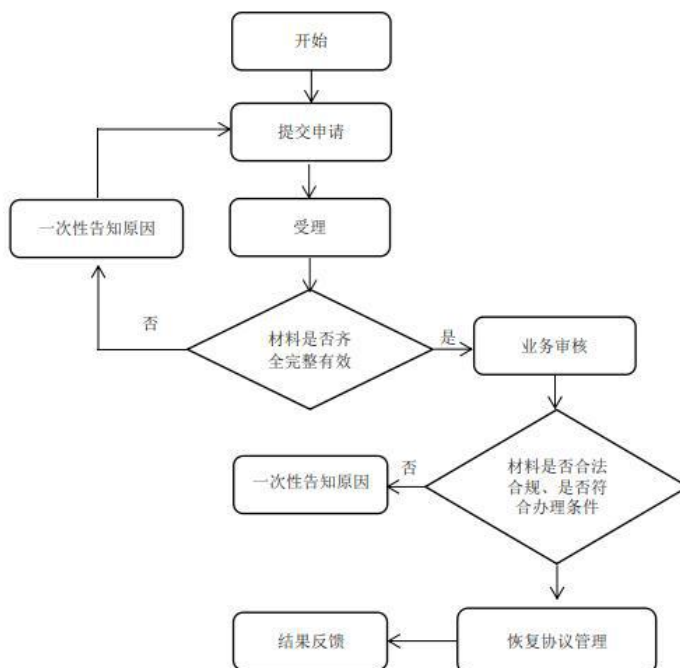 开始
提交申请
一次性告知原因
受理
否
材料是否齐
全完整有效
是
业务审核
一次性告知原因
否
材料是否合法
合规、是否符
合办理条件
结果反馈
恢复协议管理